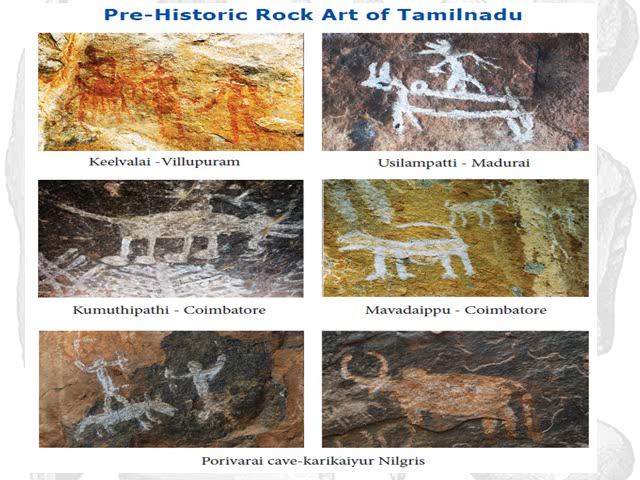 Pre-Historic Rock Art of Tamilnadu
Keelvalai -Villupuram
Usilampatti - Madurai
Kumuthipathi - Coimbatore
Mavadaippu - Coimbatore
Porivarai cave-karikaiyur Nilgris